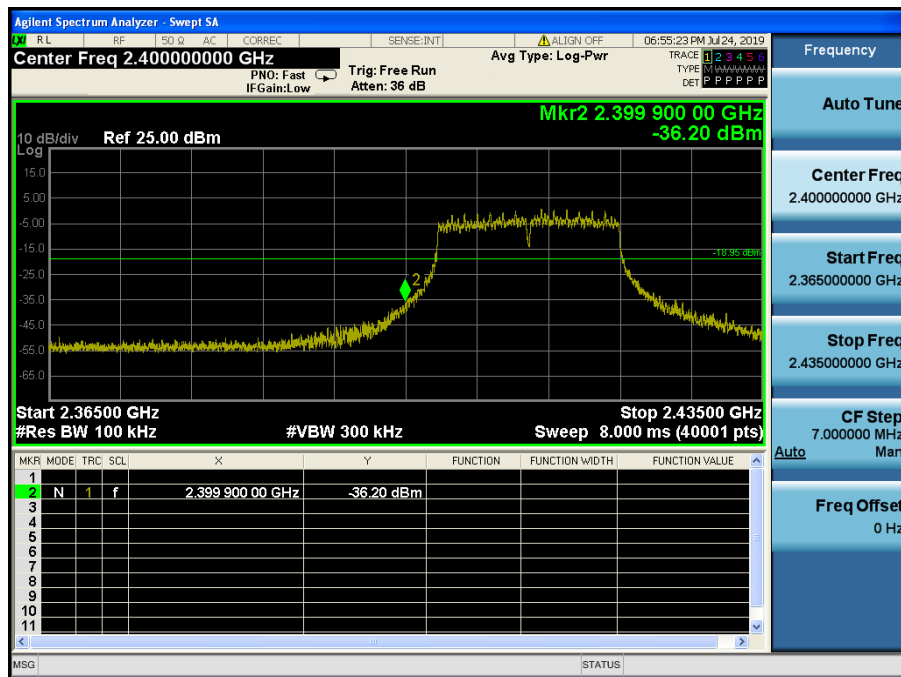 Agilent Spectrum Analyzer - Swept SA
LXI RL RF 50 Ω AC CORREC SENSE:INT ALIGN OFF 06:55:23 PM Jul 24, 2019
Center Freq 2.400000000 GHz
PNO: Fast
IFGain:Low
Trig: Free Run
Atten: 36 dB
Avg Type: Log-Pwr
TRACE 1 2 3 4 5 6
TYPE M WWWWW
DET P P P P P P
Mkr2 2.399 900 00 GHz
-36.20 dBm
10 dB/div Ref 25.00 dBm
Log
15.0
5.00
-5.00
-15.0
-18.95 dBm
-25.0
2
-35.0
-45.0
-55.0
-65.0
Start 2.36500 GHz Stop 2.43500 GHz
#Res BW 100 kHz #VBW 300 kHz Sweep 8.000 ms (40001 pts)
MKR MODE TRC SCL X Y FUNCTION FUNCTION WIDTH FUNCTION VALUE
1
2 N 1 f 2.399 900 00 GHz -36.20 dBm
3
4
5
6
7
8
9
10
11
MSG STATUS
Frequency
Auto Tune
Center Freq
2.400000000 GHz
Start Freq
2.365000000 GHz
Stop Freq
2.435000000 GHz
CF Step
7.000000 MHz
Auto Man
Freq Offset
0 Hz